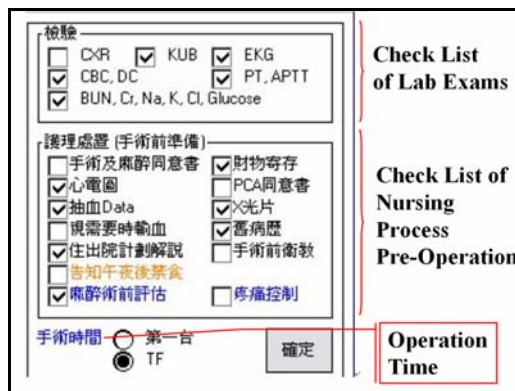 檢驗
CXR KUB EKG
CBC, DC PT, APTT
BUN, Cr, Na, K, Cl, Glucose
Check List
of Lab Exams
護理處置 (手術前準備)
手術及麻醉同意書 財物寄存
心電圖 PCA同意書
抽血Data X光片
視需要時輸血 舊病歷
住出院計劃解說 手術前衛教
告知午夜後禁食
麻醉術前評估 疼痛控制
Check List of
Nursing
Process
Pre-Operation
手術時間 第一台
TF
確定
Operation
Time